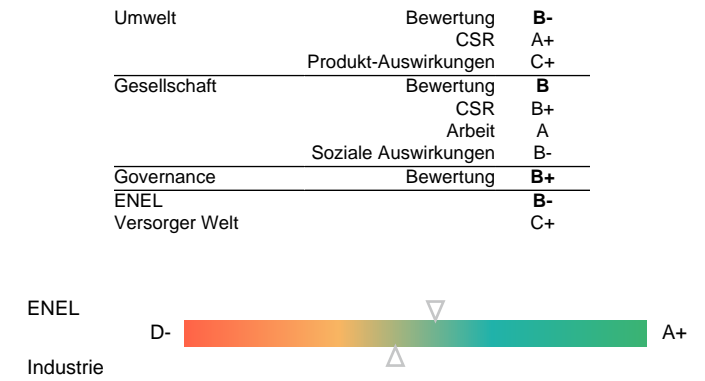 Umwelt Bewertung B-
CSR A+
Produkt-Auswirkungen C+
Gesellschaft Bewertung B
CSR B+
Arbeit A
Soziale Auswirkungen B-
Governance Bewertung B+
ENEL B-
Versorger Welt C+
ENEL
D- A+
Industrie